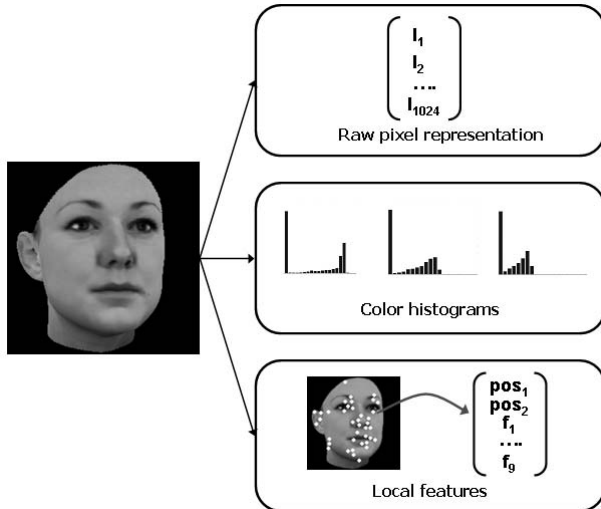 I1
I2
....
I1024
Raw pixel representation
Color histograms
pos1
pos2
f1
....
f9
Local features